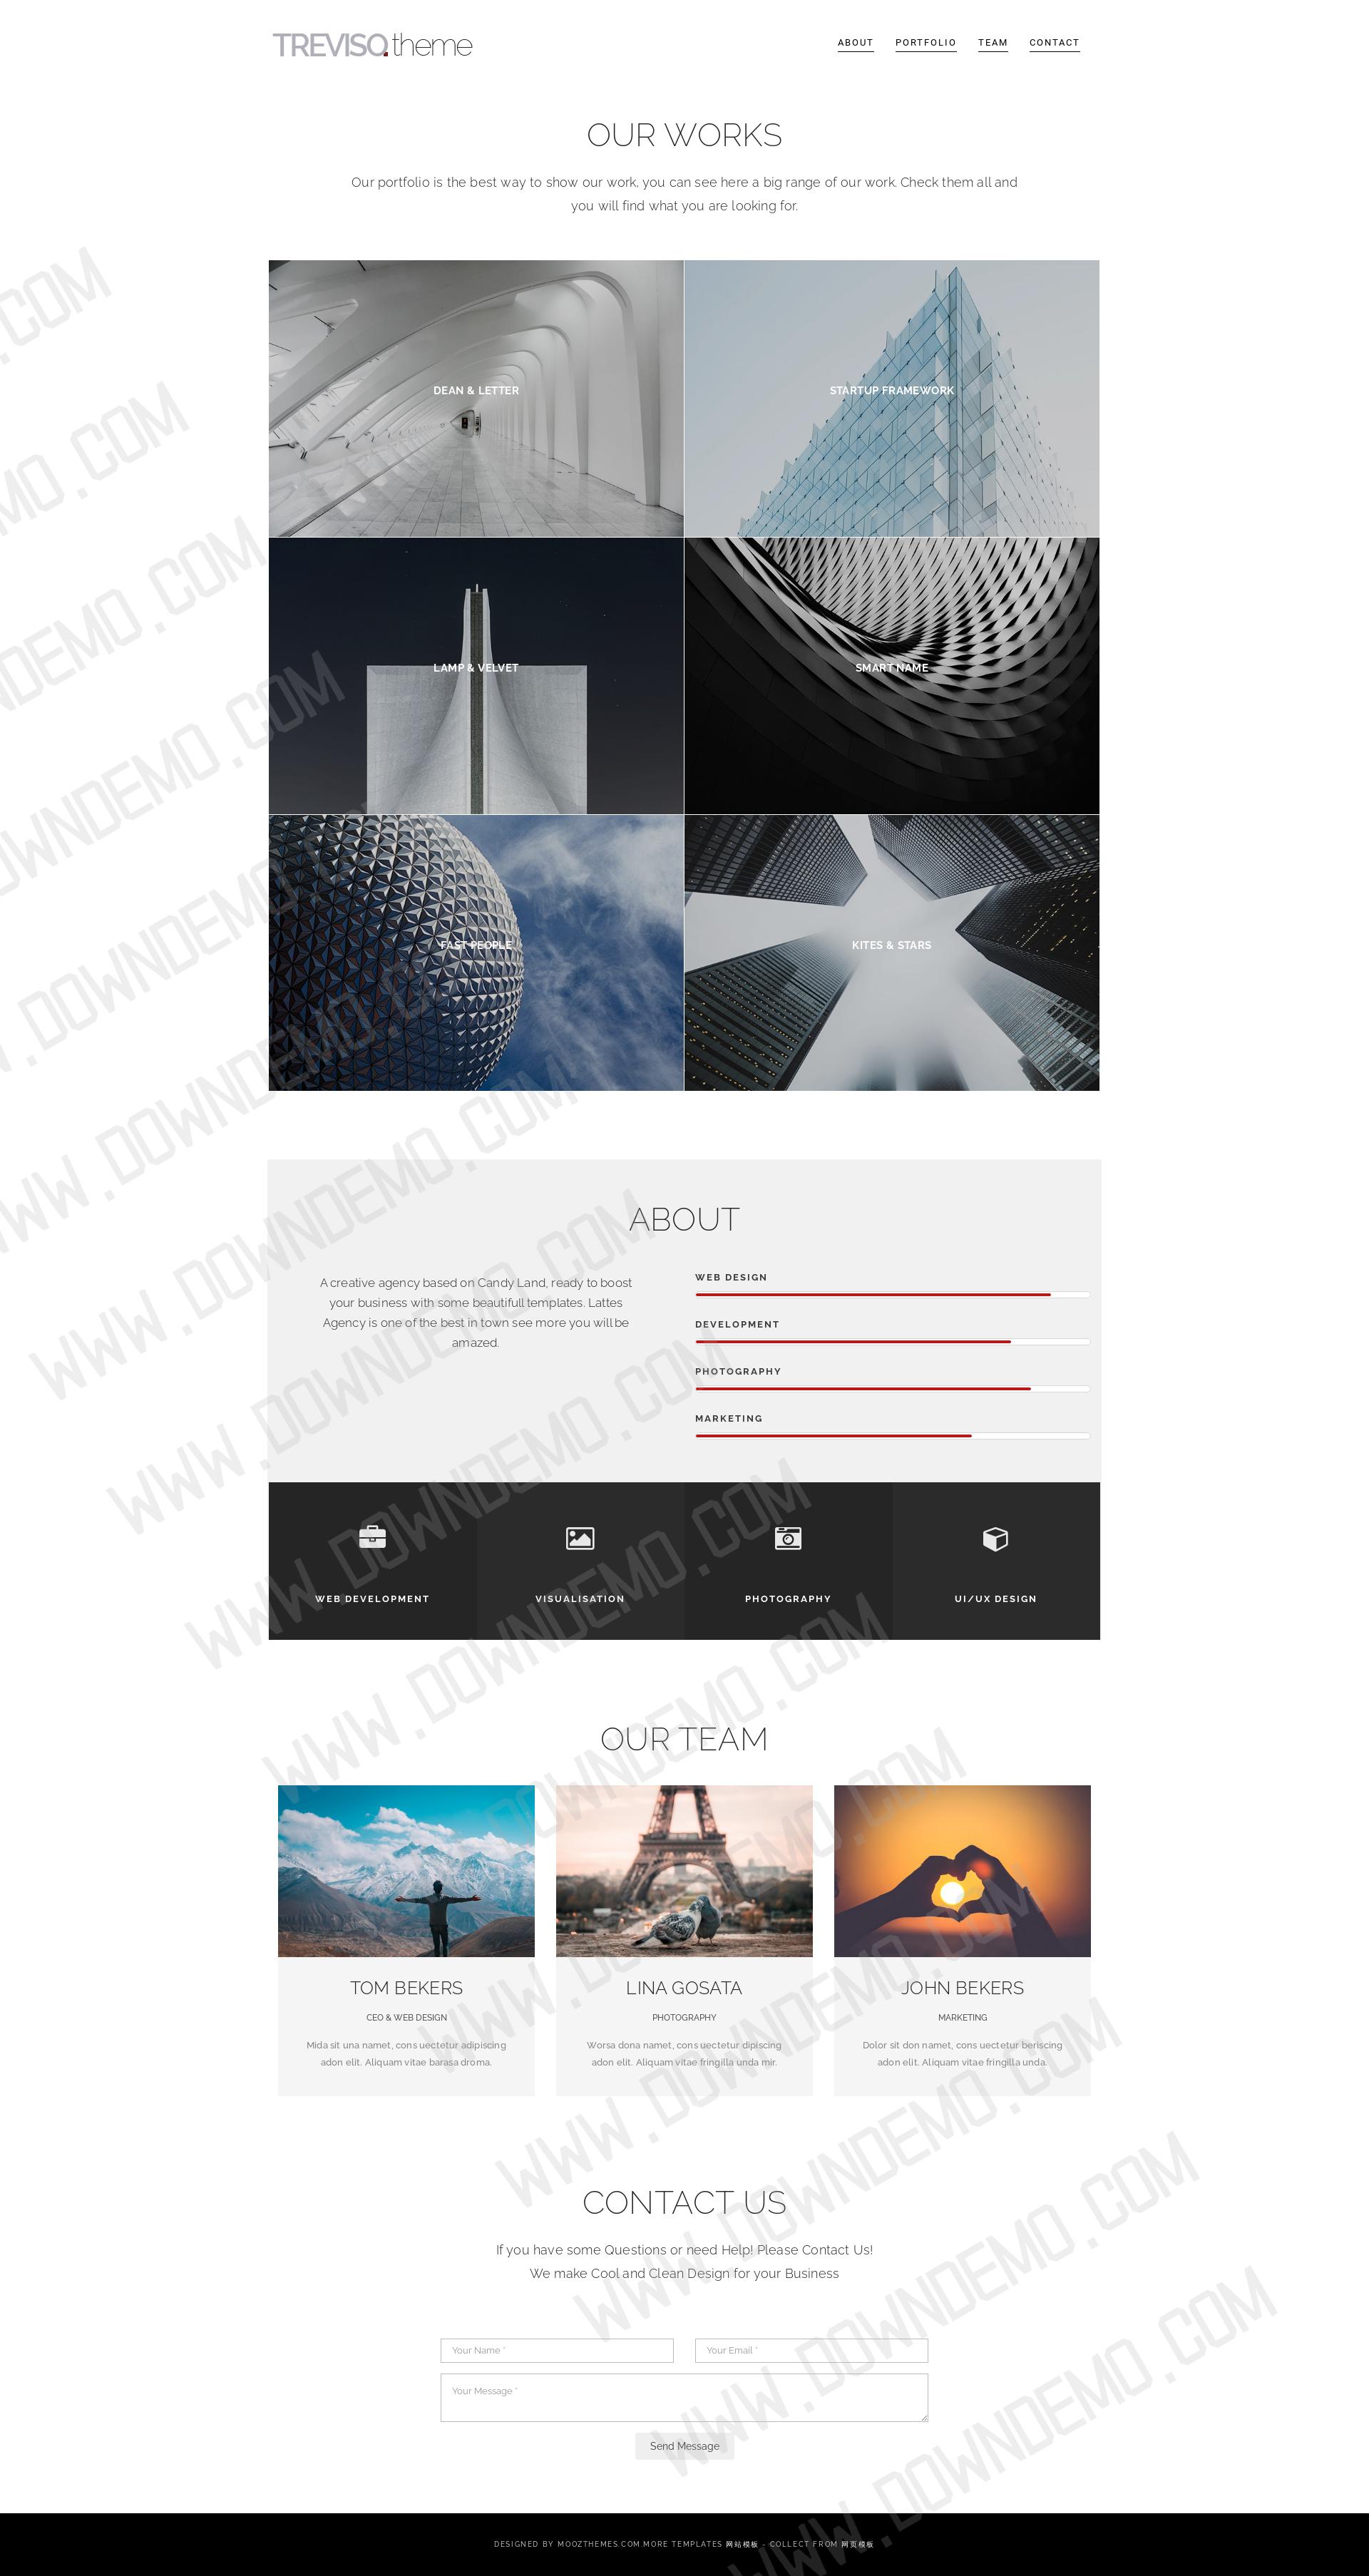 TREVISO.theme
ABOUT PORTFOLIO TEAM CONTACT
OUR WORKS
Our portfolio is the best way to show our work, you can see here a big range of our work. Check them all and
you will find what you are looking for.
DEAN & LETTER
STARTUP FRAMEWORK
LAMP & VELVET
SMART NAME
FAST PEOPLE
KITES & STARS
ABOUT
A creative agency based on Candy Land, ready to boost
your business with some beautifull templates. Lattes
Agency is one of the best in town see more you will be
amazed.
WEB DESIGN
DEVELOPMENT
PHOTOGRAPHY
MARKETING
WEB DEVELOPMENT
VISUALISATION
PHOTOGRAPHY
UI/UX DESIGN
OUR TEAM
TOM BEKERS
CEO & WEB DESIGN
Mida sit una namet, cons uectetur adipiscing
adon elit. Aliquam vitae barasa droma.
LINA GOSATA
PHOTOGRAPHY
Worsa dona namet, cons uectetur dipiscing
adon elit. Aliquam vitae fringilla unda mir.
JOHN BEKERS
MARKETING
Dolor sit don namet, cons uectetur beriscing
adon elit. Aliquam vitae fringilla unda.
CONTACT US
If you have some Questions or need Help! Please Contact Us!
We make Cool and Clean Design for your Business
Your Name *
Your Email *
Your Message *
Send Message
DESIGNED BY MOOZTHEMES.COM.MORE TEMPLATES 网站模板 - COLLECT FROM 网页模板
WWW.DOWNDEMO.COM